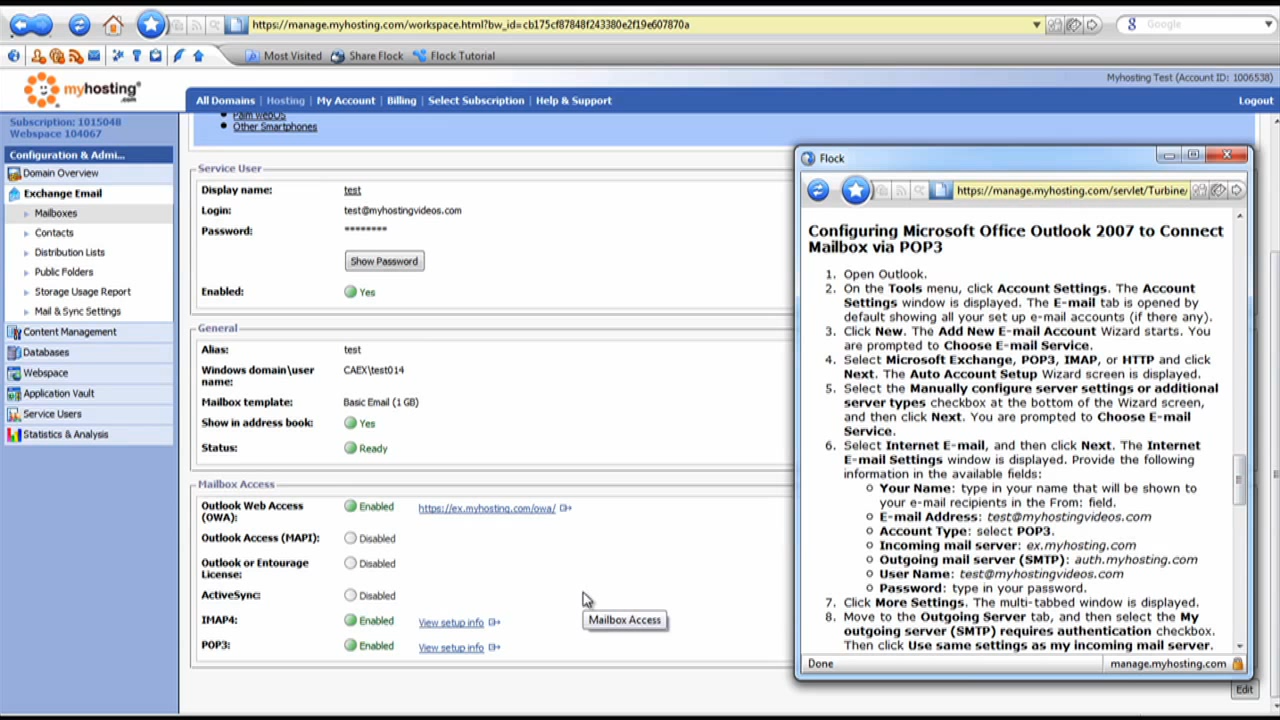 https://manage.myhosting.com/workspace.html?bw_id=cb175cf87848f243380e2f19e607870a
Google
Most Visited
Share Flock
Flock Tutorial
myhosting
.com
Myhosting Test (Account ID: 1006538)
All Domains | Hosting | My Account | Billing | Select Subscription | Help & Support
Logout
Subscription: 1015048
Webspace 104067
Configuration & Admi...
Domain Overview
Exchange Email
Mailboxes
Contacts
Distribution Lists
Public Folders
Storage Usage Report
Mail & Sync Settings
Content Management
Databases
Webspace
Application Vault
Service Users
Statistics & Analysis
Palm webOS
Other Smartphones
Service User
Display name: test
Login: test@myhostingvideos.com
Password: ********
Show Password
Enabled: Yes
General
Alias: test
Windows domain\user
name: CAEX\test014
Mailbox template: Basic Email (1 GB)
Show in address book: Yes
Status: Ready
Mailbox Access
Outlook Web Access
(OWA): Enabled https://ex.myhosting.com/owa/
Outlook Access (MAPI): Disabled
Outlook or Entourage
License: Disabled
ActiveSync: Disabled
IMAP4: Enabled View setup info
POP3: Enabled View setup info
Mailbox Access
Edit
Flock
https://manage.myhosting.com/servlet/Turbine/
Configuring Microsoft Office Outlook 2007 to Connect
Mailbox via POP3
1. Open Outlook.
2. On the Tools menu, click Account Settings. The Account
Settings window is displayed. The E-mail tab is opened by
default showing all your set up e-mail accounts (if there any).
3. Click New. The Add New E-mail Account Wizard starts. You
are prompted to Choose E-mail Service.
4. Select Microsoft Exchange, POP3, IMAP, or HTTP and click
Next. The Auto Account Setup Wizard screen is displayed.
5. Select the Manually configure server settings or additional
server types checkbox at the bottom of the Wizard screen,
and then click Next. You are prompted to Choose E-mail
Service.
6. Select Internet E-mail, and then click Next. The Internet
E-mail Settings window is displayed. Provide the following
information in the available fields:
Your Name: type in your name that will be shown to
your e-mail recipients in the From: field.
E-mail Address: test@myhostingvideos.com
Account Type: select POP3.
Incoming mail server: ex.myhosting.com
Outgoing mail server (SMTP): auth.myhosting.com
User Name: test@myhostingvideos.com
Password: type in your password.
7. Click More Settings. The multi-tabbed window is displayed.
8. Move to the Outgoing Server tab, and then select the My
outgoing server (SMTP) requires authentication checkbox.
Then click Use same settings as my incoming mail server.
Done
manage.myhosting.com